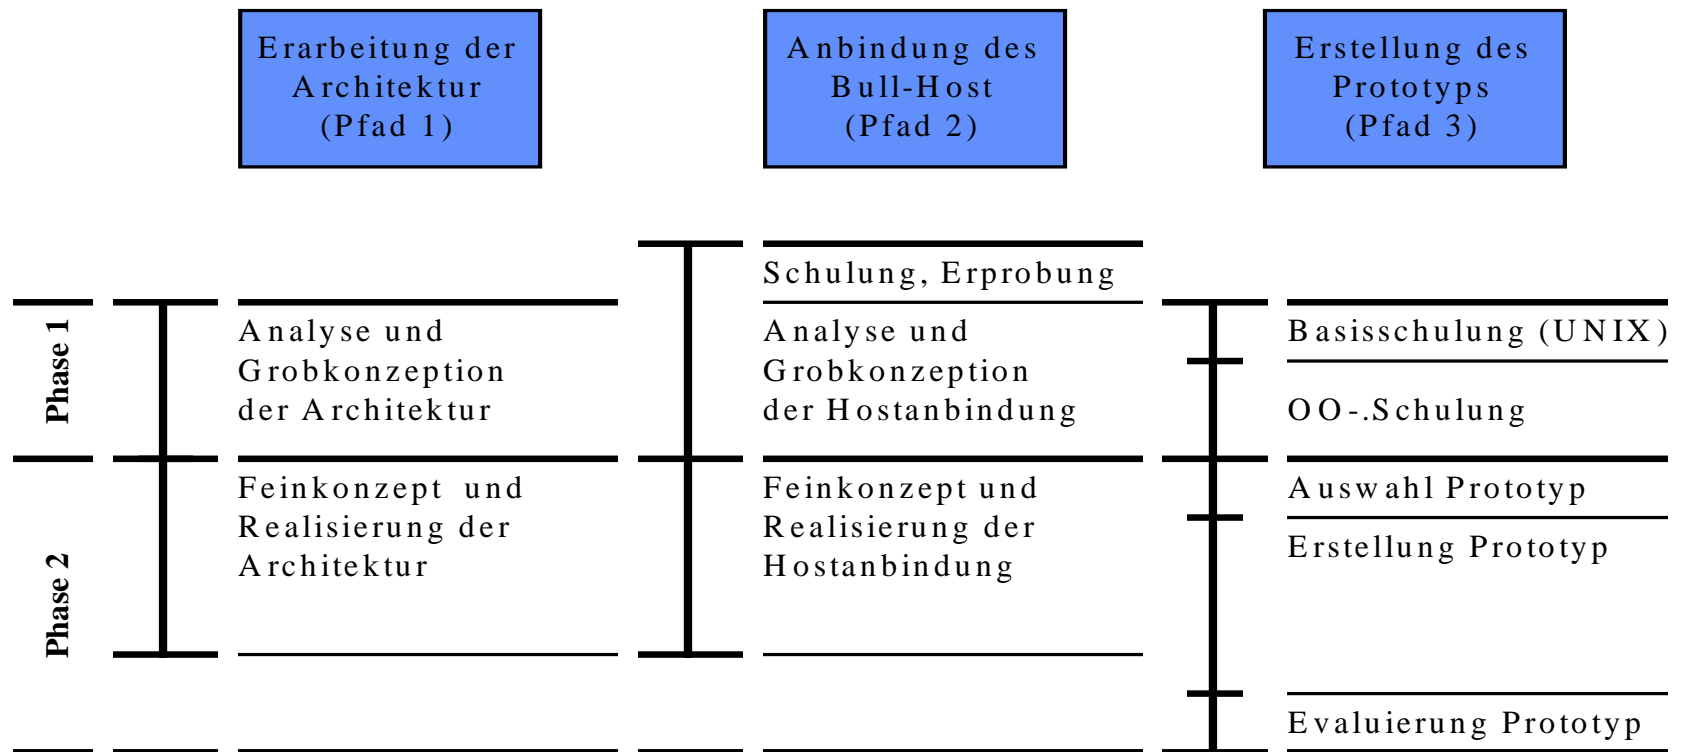 Erarbeitung der
Architektur
(Pfad 1)
Anbindung des
Bull-Host
(Pfad 2)
Erstellung des
Prototyps
(Pfad 3)
Phase 1
Analyse und
Grobkonzeption
der Architektur
Schulung, Erprobung
Analyse und
Grobkonzeption
der Hostanbindung
Basisschulung (UNIX)
OO-.Schulung
Phase 2
Feinkonzept und
Realisierung der
Architektur
Feinkonzept und
Realisierung der
Hostanbindung
Auswahl Prototyp
Erstellung Prototyp
Evaluierung Prototyp